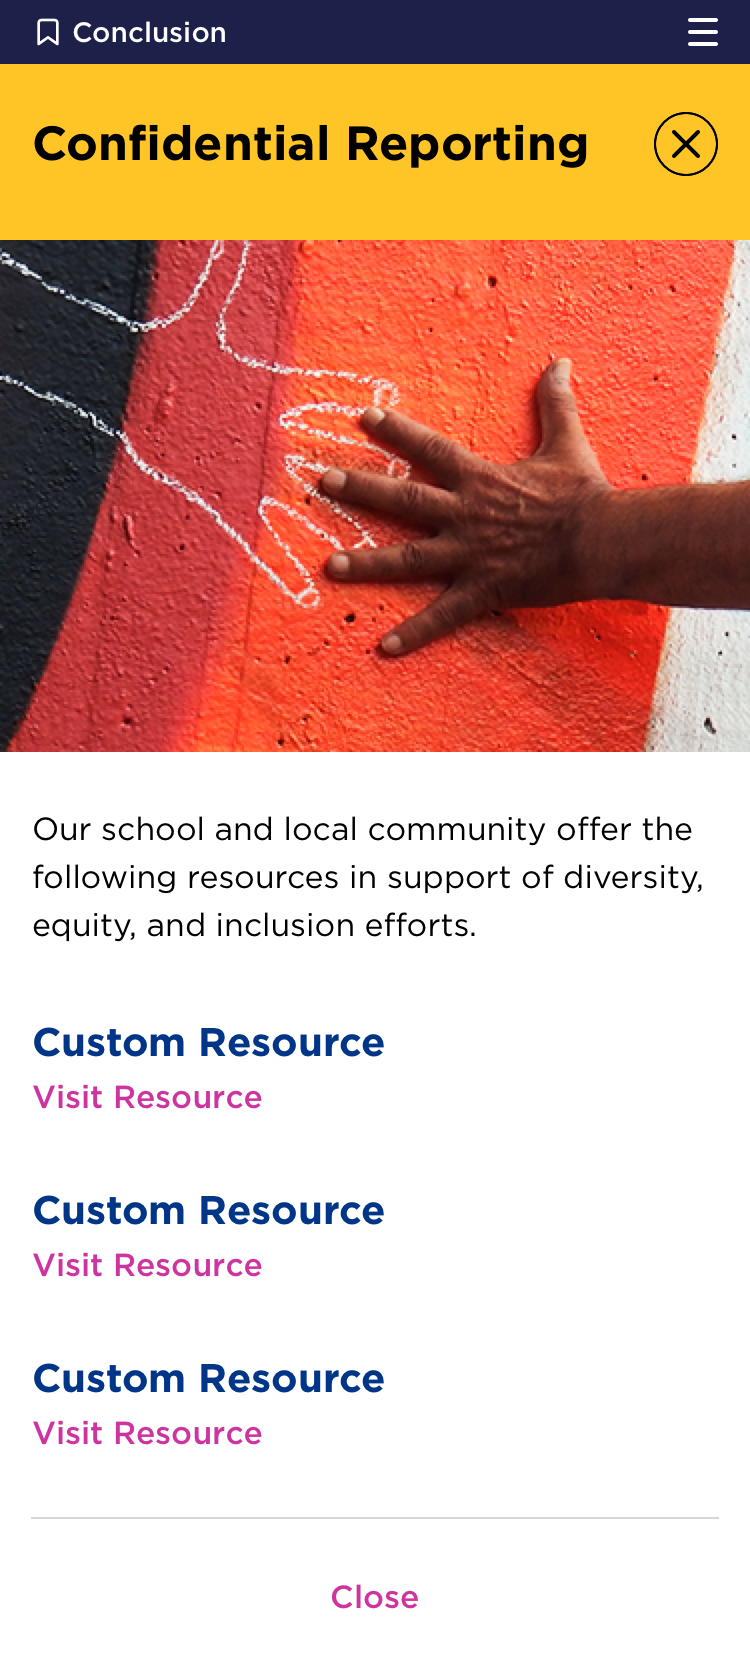 Conclusion
Confidential Reporting
Our school and local community offer the
following resources in support of diversity,
equity, and inclusion efforts.
Custom Resource
Visit Resource
Custom Resource
Visit Resource
Custom Resource
Visit Resource
Close